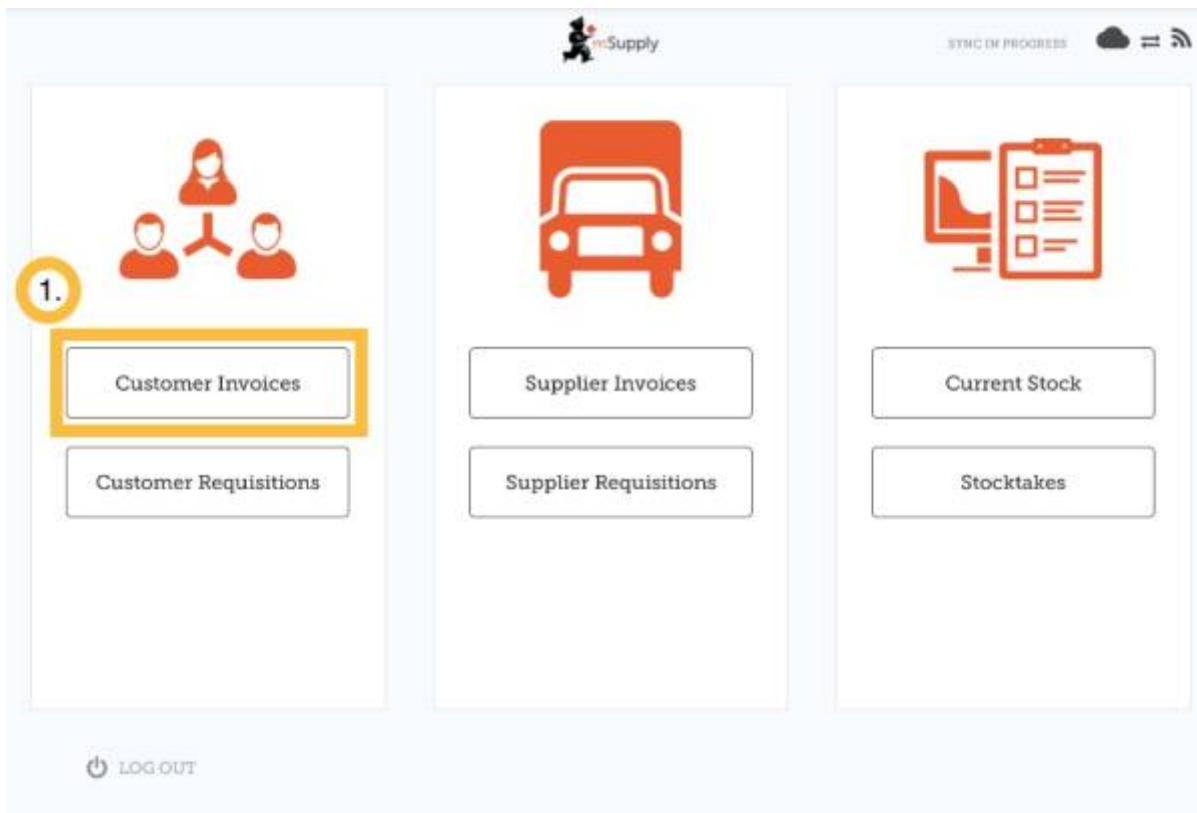 mSupply
SYNC IN PROGRESS
1.
Customer Invoices
Supplier Invoices
Current Stock
Customer Requisitions
Supplier Requisitions
Stocktakes
LOG OUT